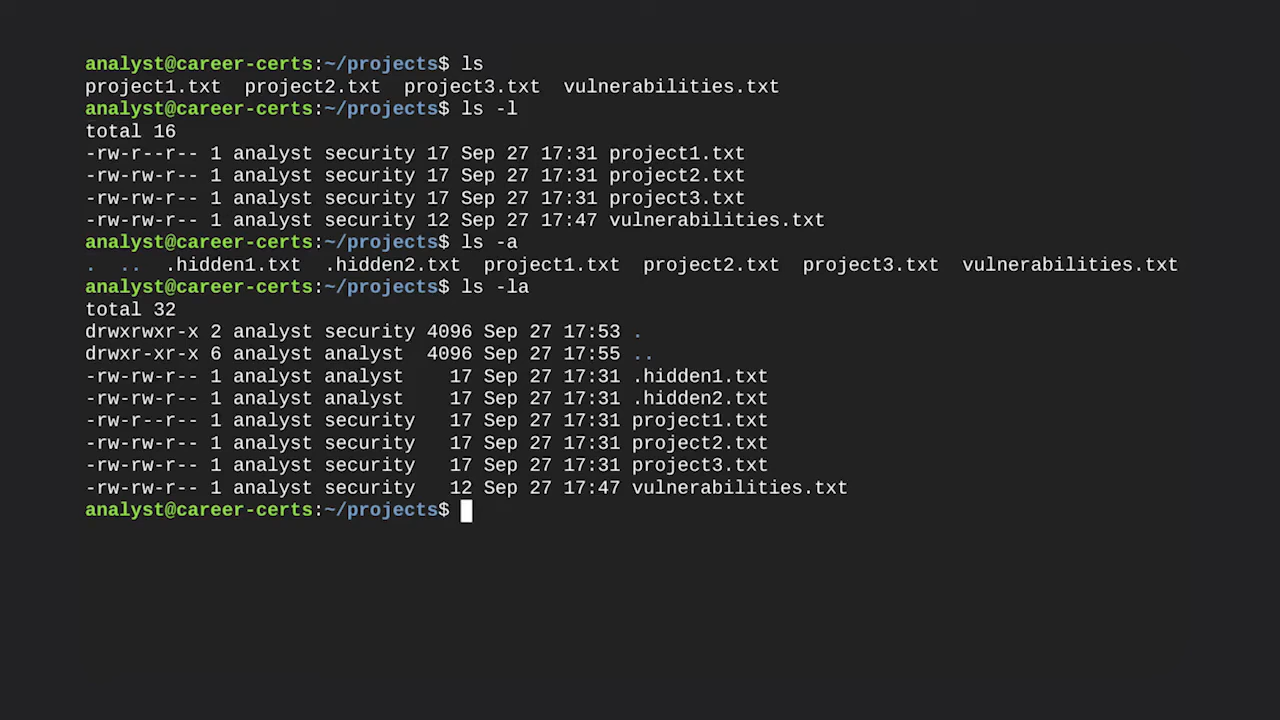 analyst@career-certs:~/projects$ ls
project1.txt  project2.txt  project3.txt  vulnerabilities.txt
analyst@career-certs:~/projects$ ls -l
total 16
-rw-r--r-- 1 analyst security 17 Sep 27 17:31 project1.txt
-rw-rw-r-- 1 analyst security 17 Sep 27 17:31 project2.txt
-rw-rw-r-- 1 analyst security 17 Sep 27 17:31 project3.txt
-rw-rw-r-- 1 analyst security 12 Sep 27 17:47 vulnerabilities.txt
analyst@career-certs:~/projects$ ls -a
.  ..  .hidden1.txt  .hidden2.txt  project1.txt  project2.txt  project3.txt  vulnerabilities.txt
analyst@career-certs:~/projects$ ls -la
total 32
drwxrwxr-x 2 analyst security 4096 Sep 27 17:53 .
drwxr-xr-x 6 analyst analyst  4096 Sep 27 17:55 ..
-rw-rw-r-- 1 analyst analyst    17 Sep 27 17:31 .hidden1.txt
-rw-rw-r-- 1 analyst analyst    17 Sep 27 17:31 .hidden2.txt
-rw-r--r-- 1 analyst security   17 Sep 27 17:31 project1.txt
-rw-rw-r-- 1 analyst security   17 Sep 27 17:31 project2.txt
-rw-rw-r-- 1 analyst security   17 Sep 27 17:31 project3.txt
-rw-rw-r-- 1 analyst security   12 Sep 27 17:47 vulnerabilities.txt
analyst@career-certs:~/projects$